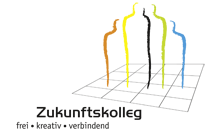 Zukunftskolleg
frei • kreativ • verbindend